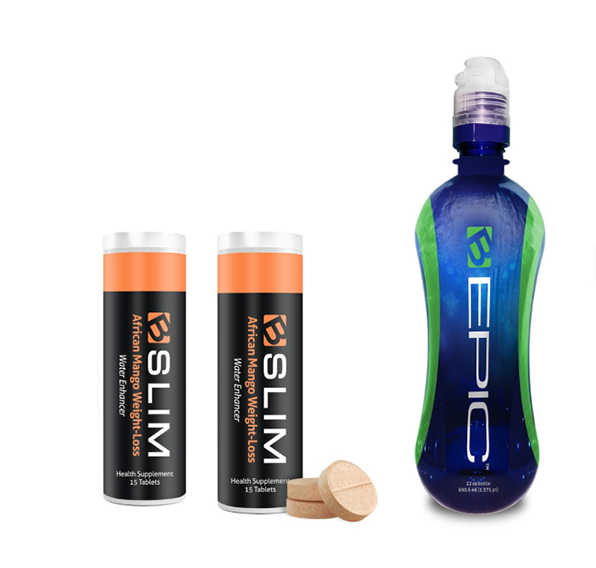 B SLIM
African Mango Weight-Loss
Water Enhancer
Health Supplement
15 Tablets
B SLIM
African Mango Weight-Loss
Water Enhancer
Health Supplement
15 Tablets
B EPIC™